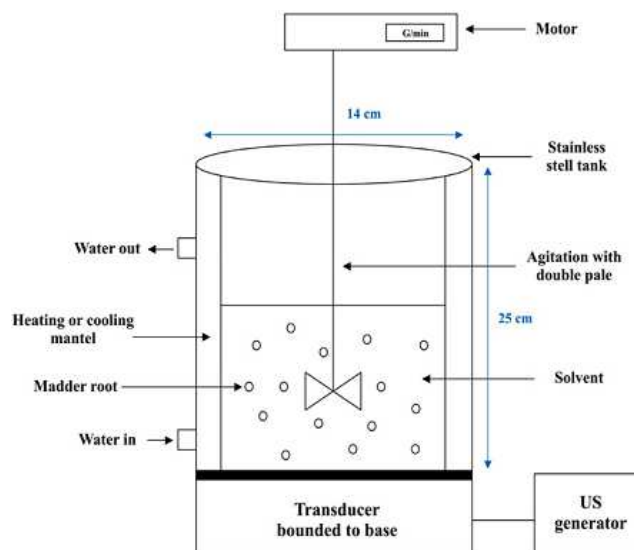 G/min
Motor
14 cm
Stainless
stell tank
Water out
Agitation with
double pale
Heating or cooling
mantel
25 cm
Madder root
Solvent
Water in
Transducer
bounded to base
US
generator